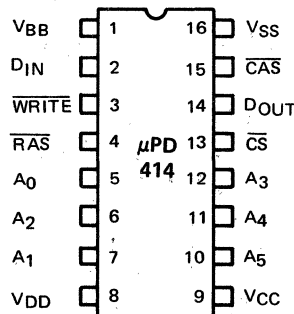 VBB 1 16 VSS
DIN 2 15 CAS
WRITE 3 14 DOUT
RAS 4 μPD 13 CS
A0 5 414 12 A3
A2 6 11 A4
A1 7 10 A5
VDD 8 9 VCC